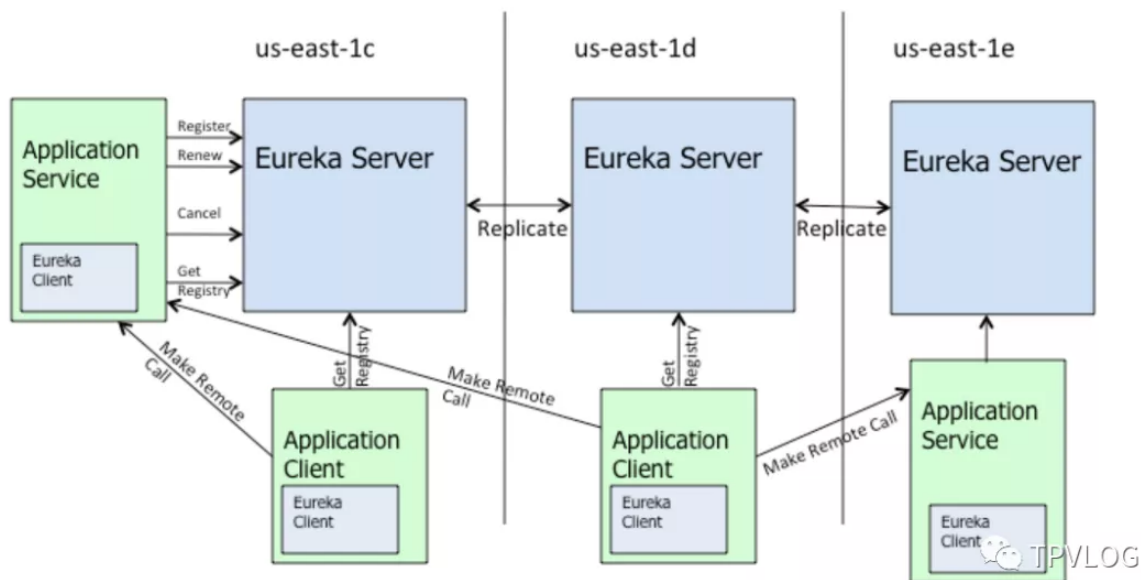 us-east-1c
us-east-1d
us-east-1e
Application
Service
Eureka
Client
Register
Renew
Cancel
Get
Registry
Eureka Server
Replicate
Eureka Server
Replicate
Eureka Server
Make Remote
Call
Get
Registry
Make Remote
Call
Get
Registry
Make Remote Call
Application
Client
Eureka
Client
Application
Client
Eureka
Client
Application
Service
Eureka
Client
TPVLOG